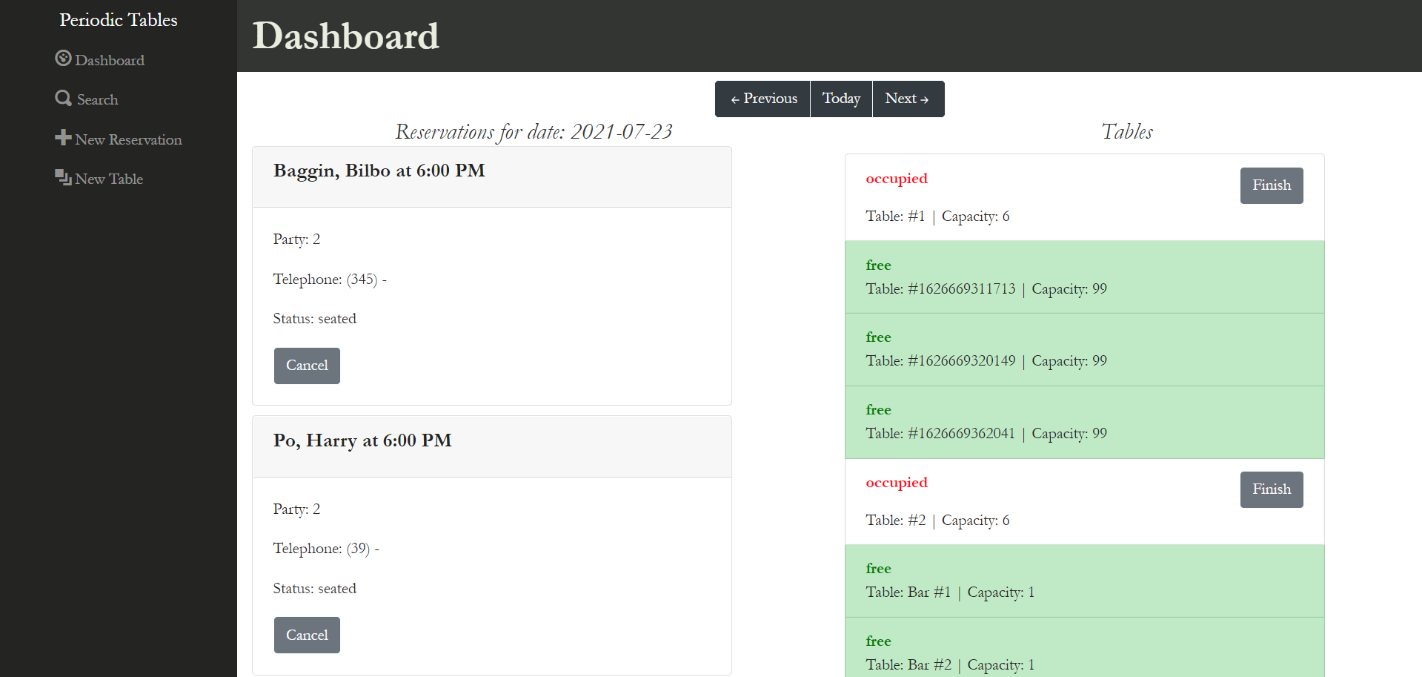 Periodic Tables
Dashboard
Search
New Reservation
New Table
Dashboard
← Previous
Today
Next →
Reservations for date: 2021-07-23
Baggin, Bilbo at 6:00 PM
Party: 2
Telephone: (345) -
Status: seated
Cancel
Po, Harry at 6:00 PM
Party: 2
Telephone: (39) -
Status: seated
Cancel
Tables
occupied
Finish
Table: #1 | Capacity: 6
free
Table: #1626669311713 | Capacity: 99
free
Table: #1626669320149 | Capacity: 99
free
Table: #1626669362041 | Capacity: 99
occupied
Finish
Table: #2 | Capacity: 6
free
Table: Bar #1 | Capacity: 1
free
Table: Bar #2 | Capacity: 1